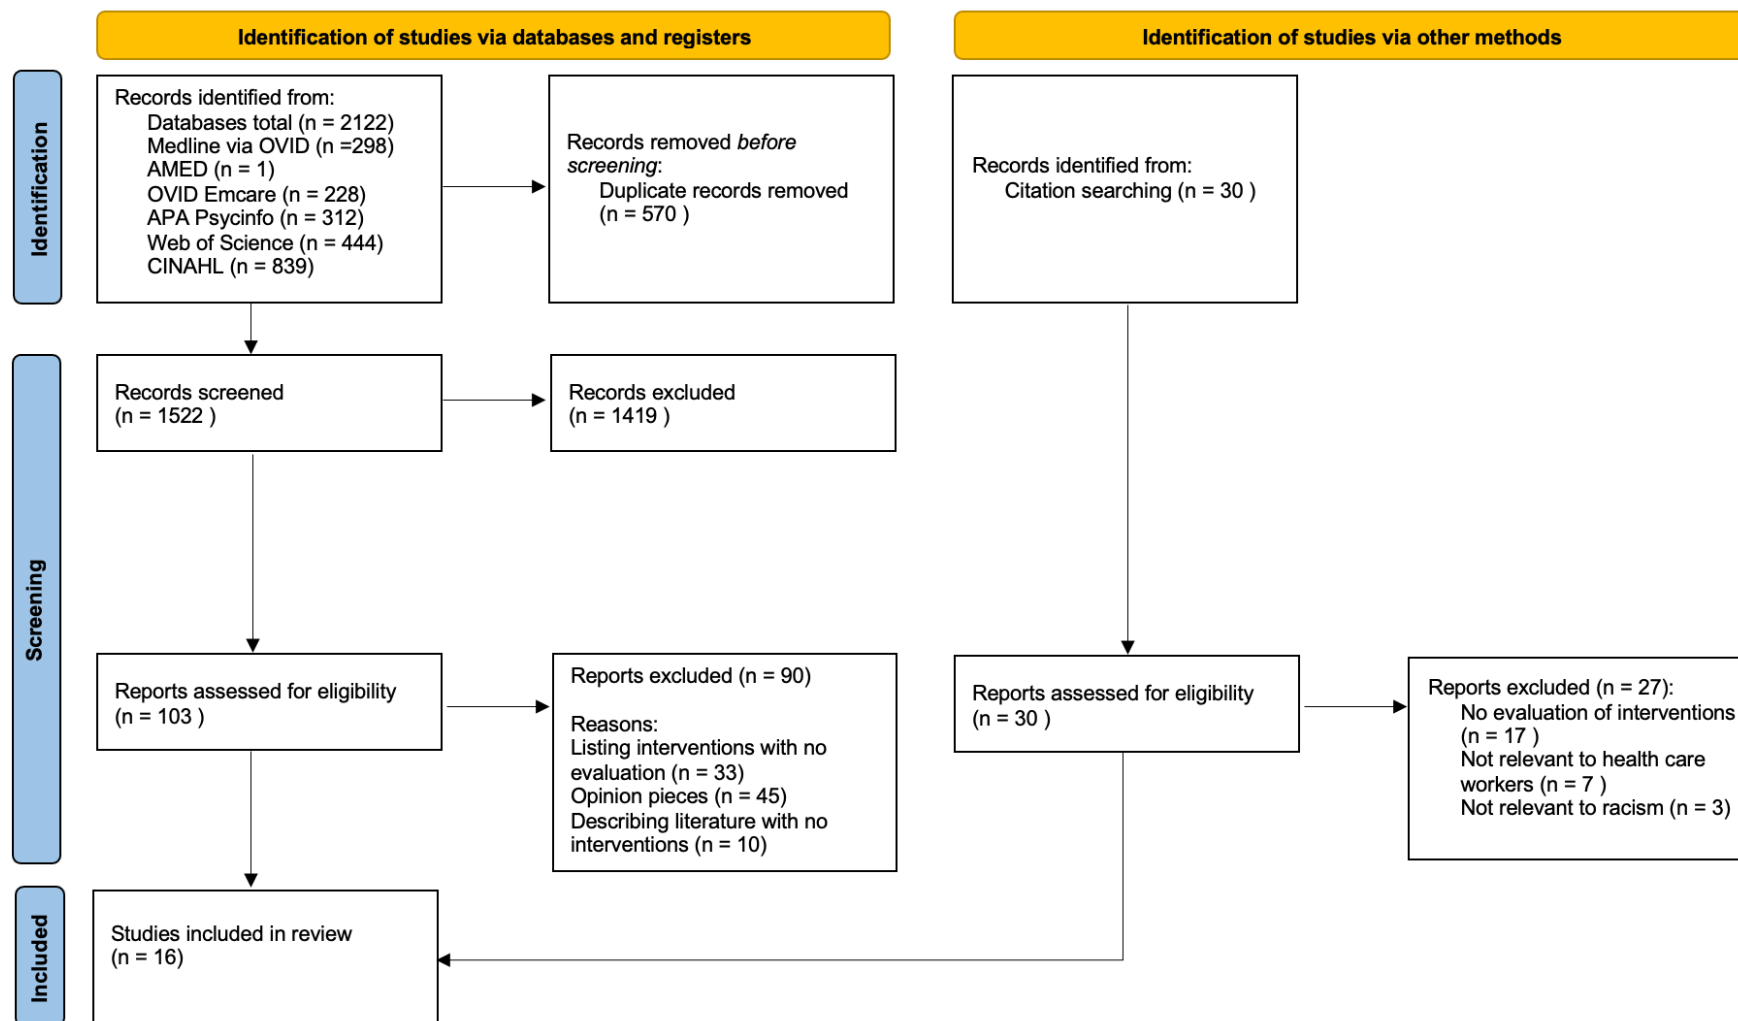 Identification of studies via databases and registers
Identification of studies via other methods
Identification
Records identified from:
Databases total (n = 2122)
Medline via OVID (n =298)
AMED (n = 1)
OVID Emcare (n = 228)
APA Psycinfo (n = 312)
Web of Science (n = 444)
CINAHL (n = 839)
Records removed before
screening:
Duplicate records removed
(n = 570 )
Records identified from:
Citation searching (n = 30 )
Screening
Records screened
(n = 1522 )
Records excluded
(n = 1419 )
Reports assessed for eligibility
(n = 103 )
Reports excluded (n = 90)
Reasons:
Listing interventions with no
evaluation (n = 33)
Opinion pieces (n = 45)
Describing literature with no
interventions (n = 10)
Reports assessed for eligibility
(n = 30 )
Reports excluded (n = 27):
No evaluation of interventions
(n = 17 )
Not relevant to health care
workers (n = 7 )
Not relevant to racism (n = 3)
Included
Studies included in review
(n = 16)